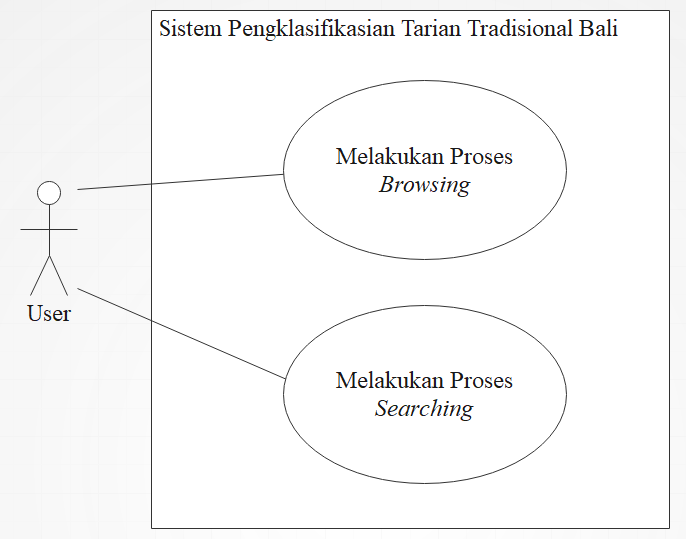 Sistem Pengklasifikasian Tarian Tradisional Bali
Melakukan Proses
Browsing
User
Melakukan Proses
Searching